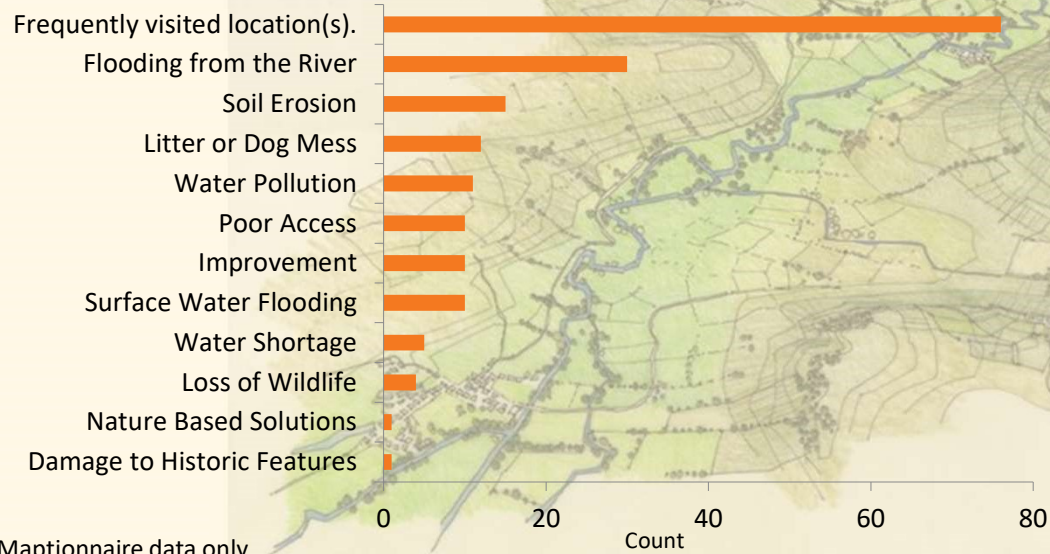 Frequently visited location(s).
Flooding from the River
Soil Erosion
Litter or Dog Mess
Water Pollution
Poor Access
Improvement
Surface Water Flooding
Water Shortage
Loss of Wildlife
Nature Based Solutions
Damage to Historic Features
0 20 40 60 80
Count
Maptionnaire data only